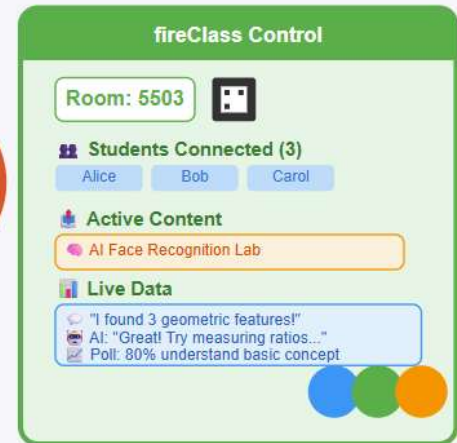 fireClass Control
Room: 5503
Students Connected (3)
Alice Bob Carol
Active Content
AI Face Recognition Lab
Live Data
"I found 3 geometric features!"
AI: "Great! Try measuring ratios..."
Poll: 80% understand basic concept